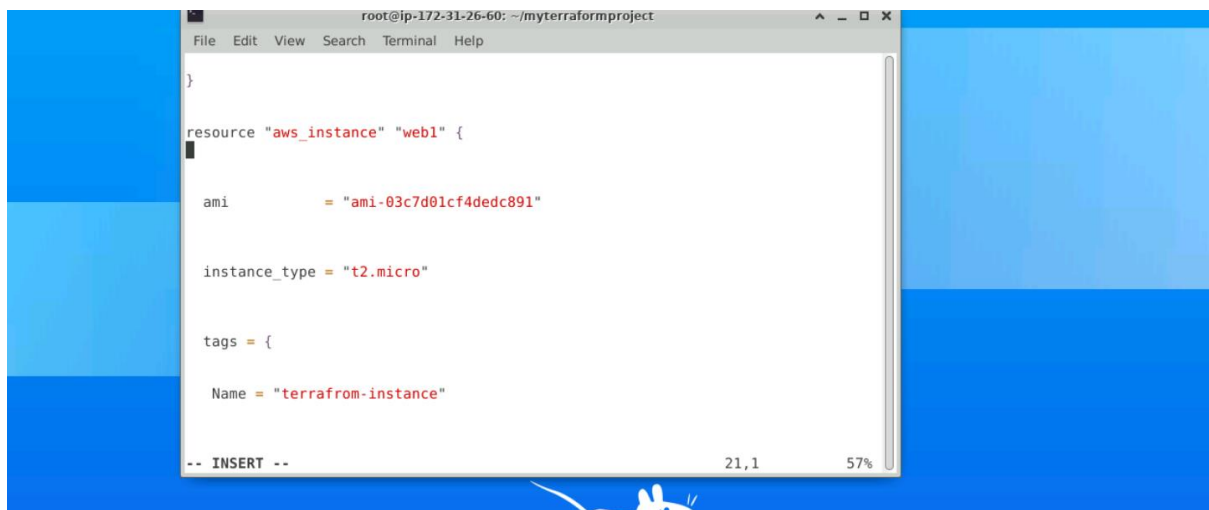 root@ip-172-31-26-60: ~/myterraformproject
File Edit View Search Terminal Help
}
resource "aws_instance" "web1" {
ami = "ami-03c7d01cf4dedc891"
instance_type = "t2.micro"
tags = {
Name = "terrafrom-instance"
-- INSERT -- 21,1 57%